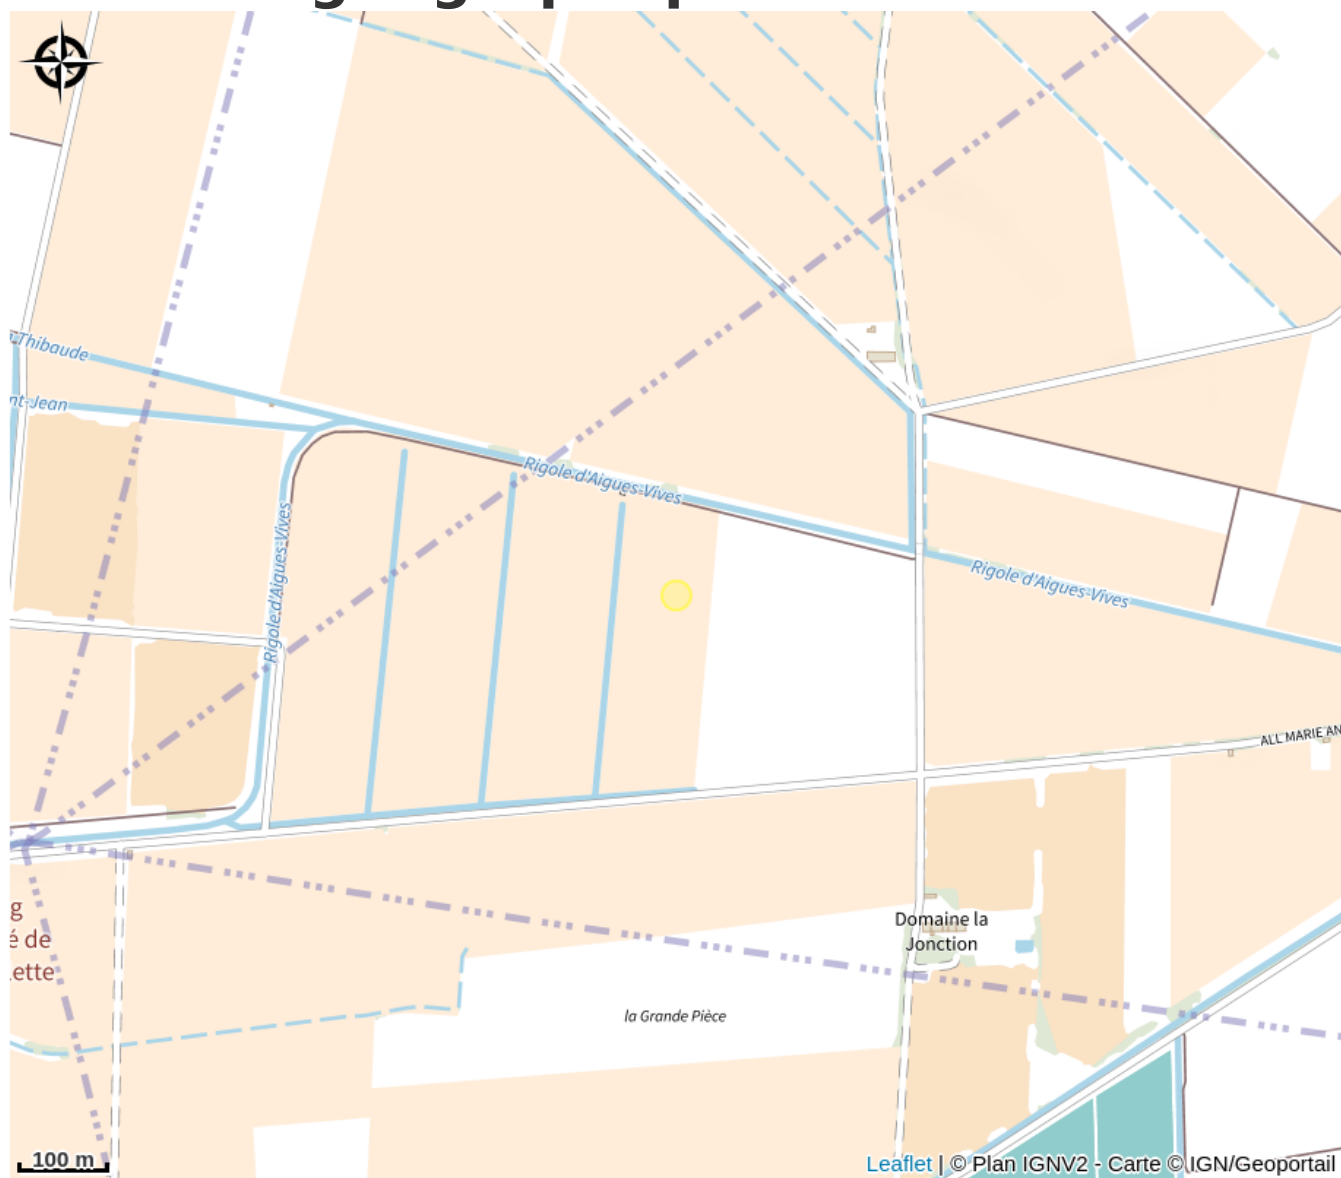 Thibaude
nt-Jean
Rigole d'Aigues-Vives
Rigole d'Aigues-Vives
Rigole d'Aigues-Vives
ALL MARIE AN
g
é de
lette
Domaine la
Jonction
la Grande Pièce
100 m
Leaflet | © Plan IGNV2 - Carte © IGN/Geoportail